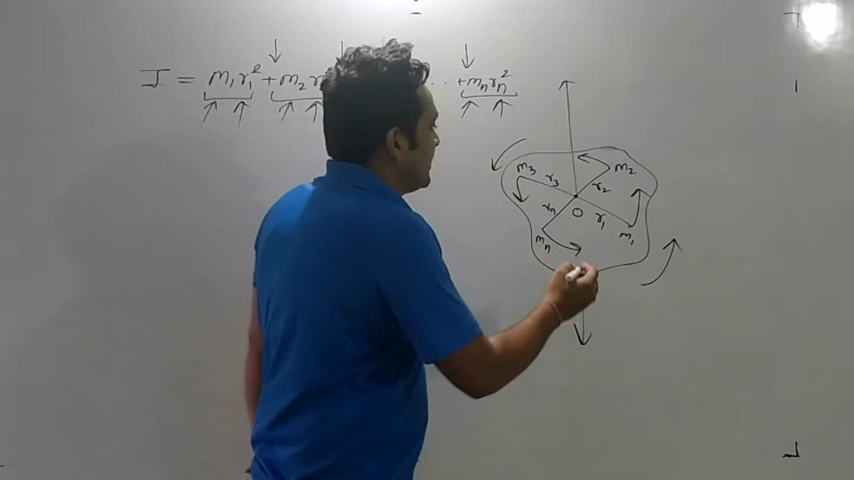 I = m₁r₁² + m₂r ... + mₙrₙ²
m₃ r₃ r₂ m₂
rₙ O r₁
mₙ m₁